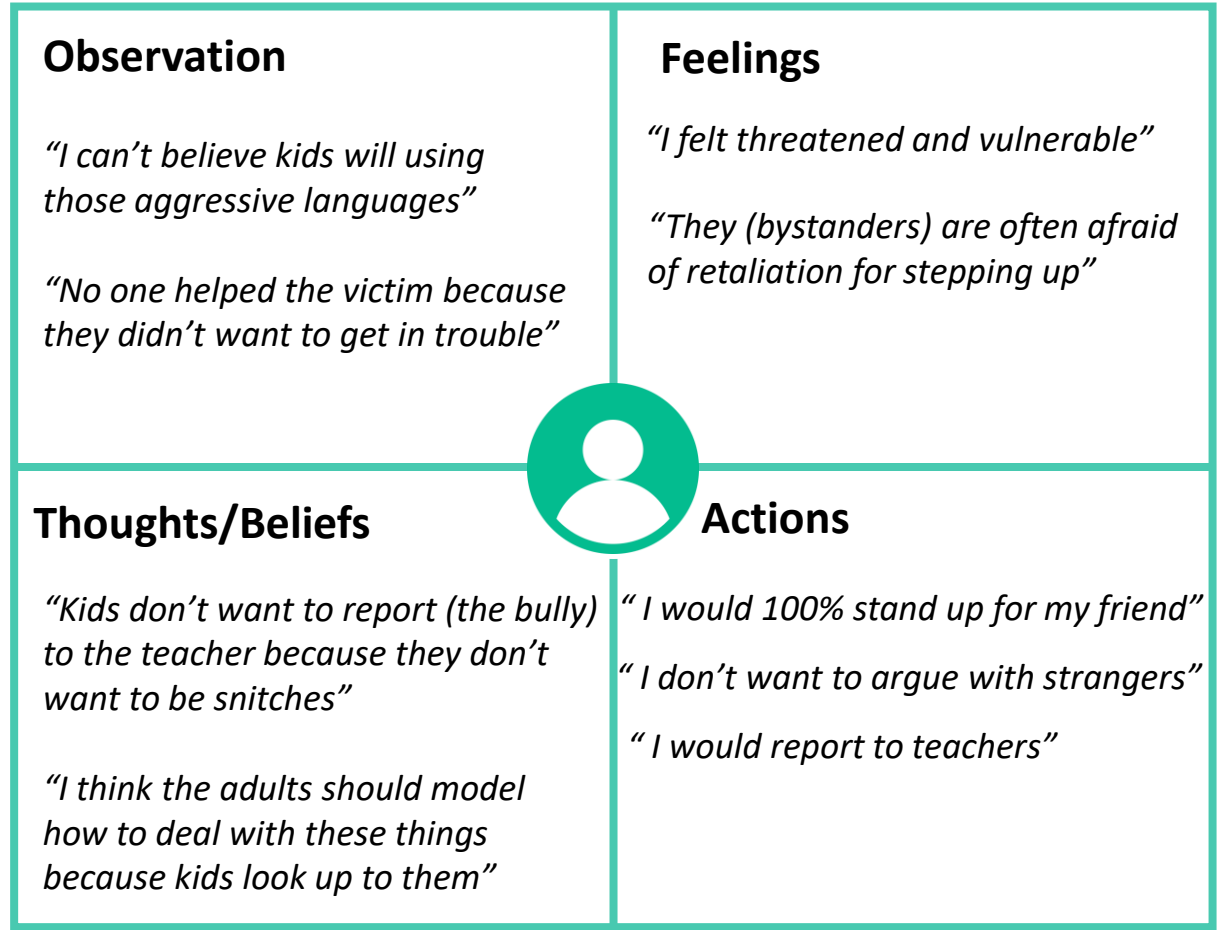 Observation
“I can’t believe kids will using
those aggressive languages”
“No one helped the victim because
they didn’t want to get in trouble”
Feelings
“I felt threatened and vulnerable”
“They (bystanders) are often afraid
of retaliation for stepping up”
Thoughts/Beliefs
“Kids don’t want to report (the bully)
to the teacher because they don’t
want to be snitches”
“I think the adults should model
how to deal with these things
because kids look up to them”
Actions
“ I would 100% stand up for my friend”
“ I don’t want to argue with strangers”
“ I would report to teachers”